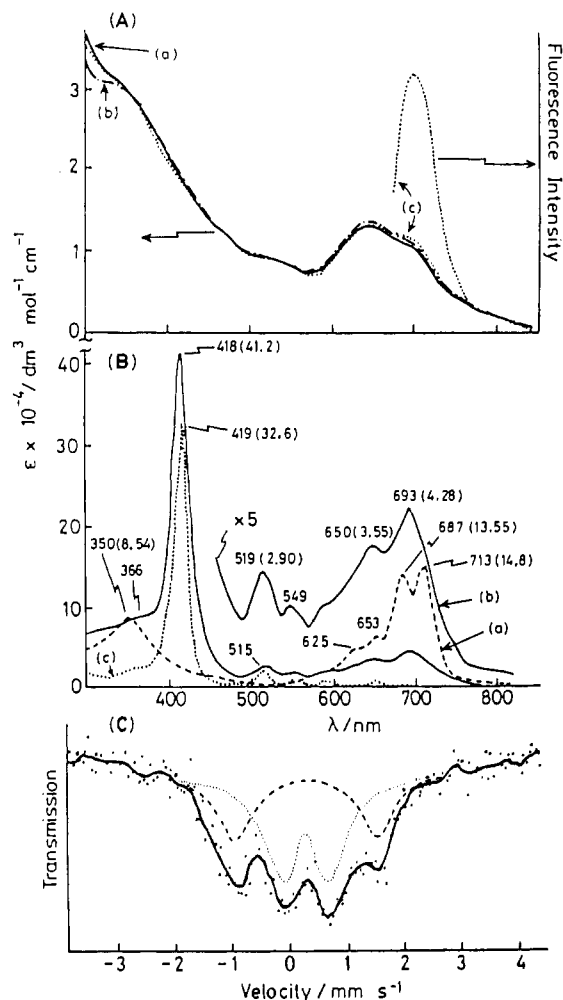 (A)
(a)
(b)
(c)
3
2
1
0
Fluorescence Intensity
ε × 10⁻⁴/dm³ mol⁻¹ cm⁻¹
(B)
418 (41.2)
419 (32.6)
40
30
20
10
0
×5
350(8.54)
366
519 (2.90)
549
515
650 (3.55)
693 (4.28)
687 (13.55)
713 (14.8)
625
653
(b)
(a)
(c)
400 500 600 700 800
λ/nm
(C)
Transmission
-3 -2 -1 0 1 2 3 4
Velocity / mm s⁻¹